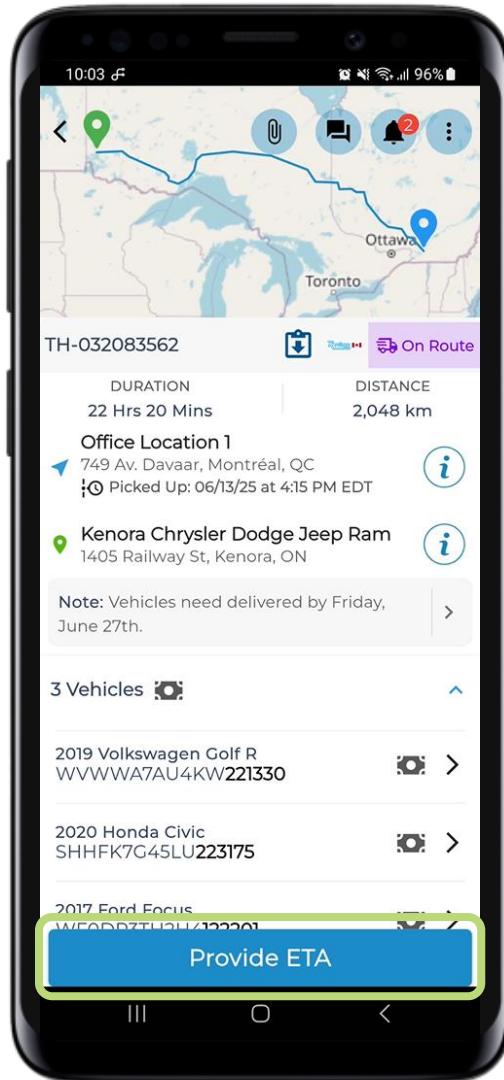 10:03
96%
2
Ottawa
Toronto
TH-032083562
On Route
DURATION
DISTANCE
22 Hrs 20 Mins
2,048 km
Office Location 1
749 Av. Davaar, Montréal, QC
Picked Up: 06/13/25 at 4:15 PM EDT
i
Kenora Chrysler Dodge Jeep Ram
1405 Railway St, Kenora, ON
i
Note: Vehicles need delivered by Friday,
June 27th.
3 Vehicles
2019 Volkswagen Golf R
WVWWA7AU4KW221330
2020 Honda Civic
SHHFK7G45LU223175
2017 Ford Focus
Provide ETA